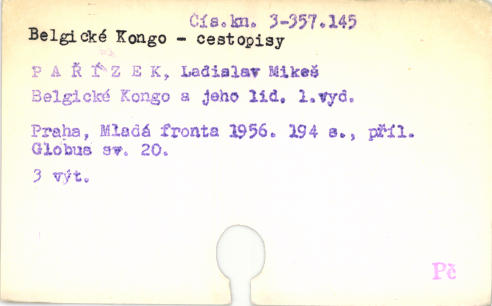 Čís.kn. 3-357.145
Belgické Kongo - cestopisy
P A Ř Í Z E K, Ladislav Mikeš
Belgické Kongo a jeho lid. 1.vyd.
Praha, Mladá fronta 1956. 194 s., příl.
Globus sv. 20.
3 výt.
Pč